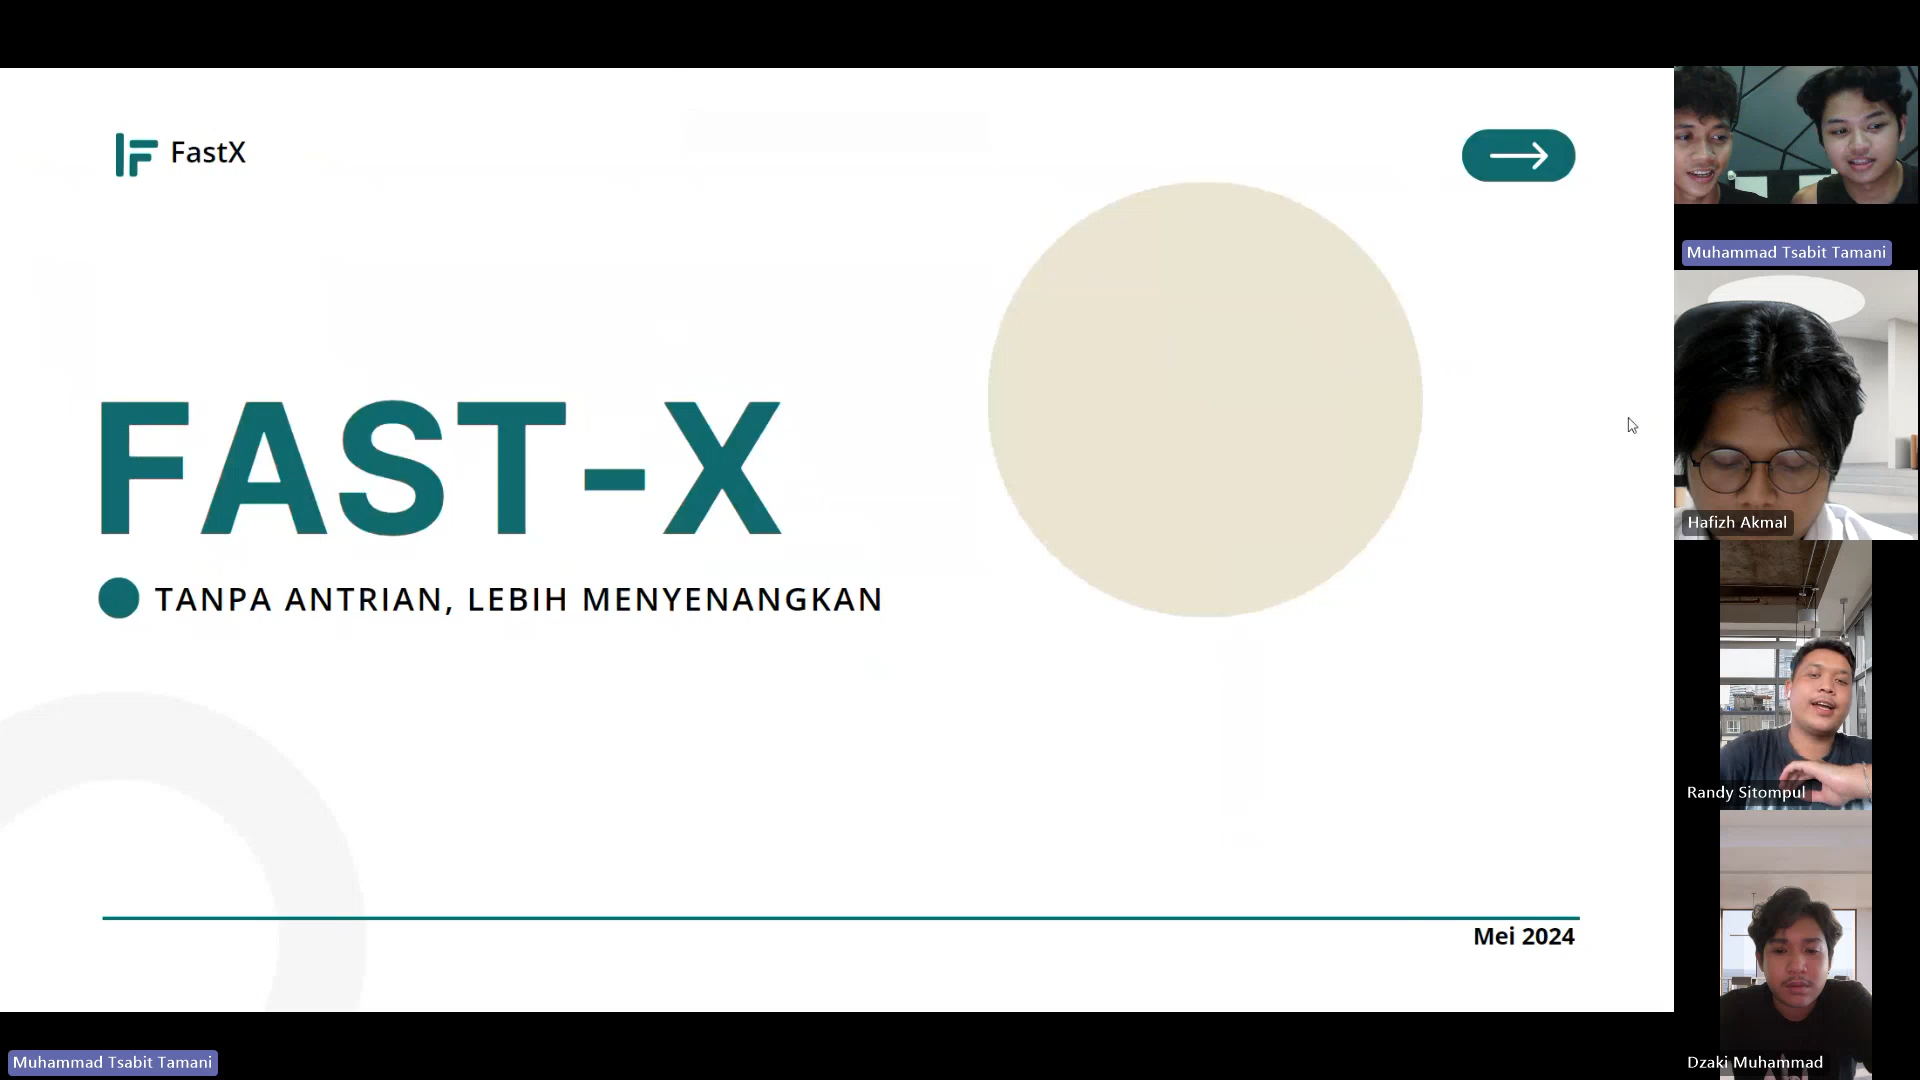 FastX
FAST-X
TANPA ANTRIAN, LEBIH MENYENANGKAN
Mei 2024
Muhammad Tsabit Tamani
Hafizh Akmal
Randy Sitompul
Dzaki Muhammad
Muhammad Tsabit Tamani